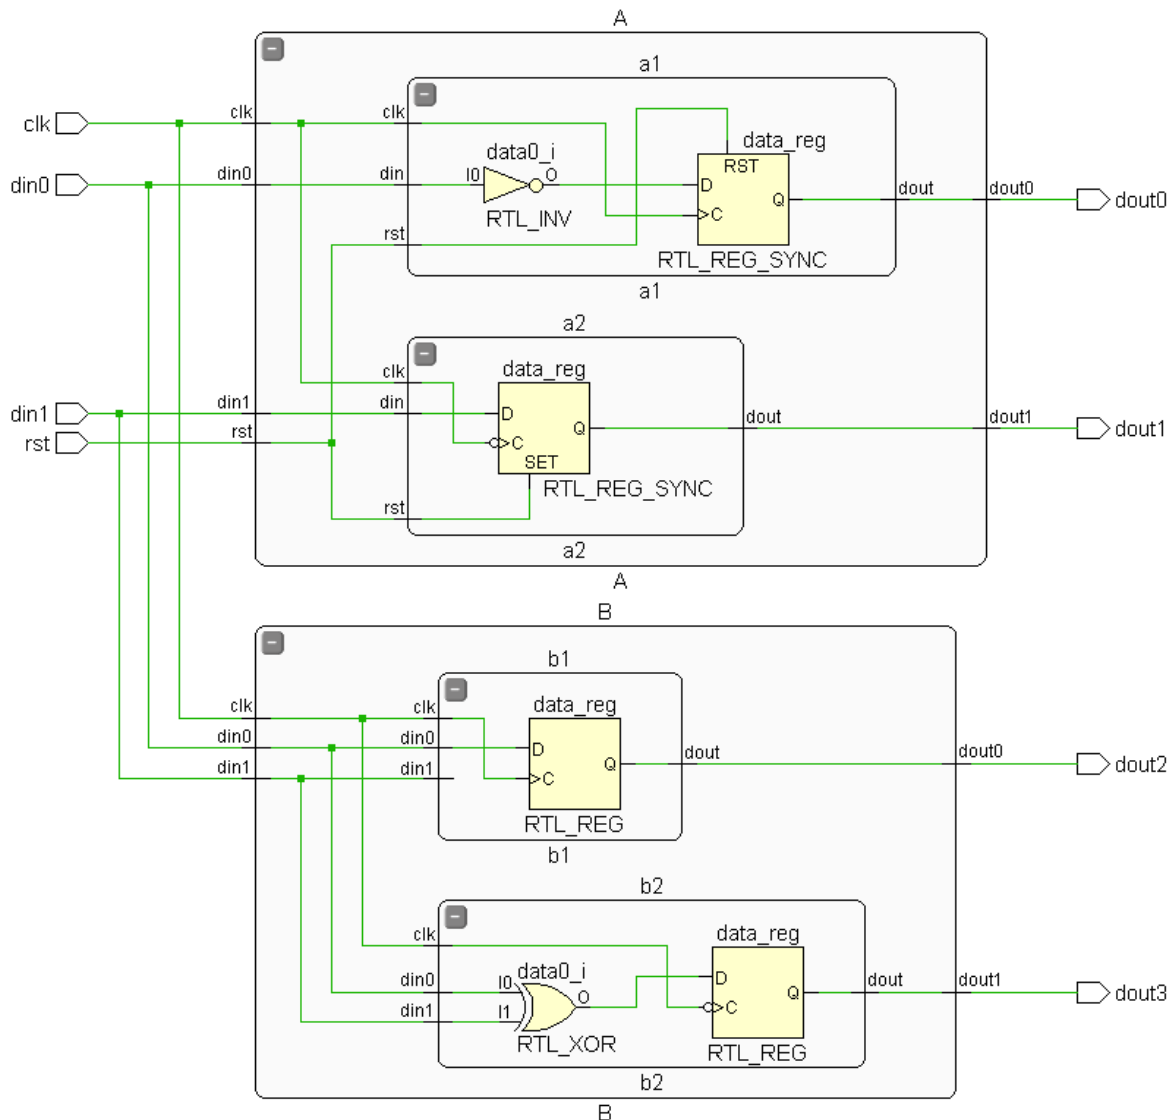 A
a1
clk
clk
clk
data0_i
data_reg
RST
din0
din0
din
I0
O
D
Q
dout
dout0
dout0
RTL_INV
C
rst
RTL_REG_SYNC
a1
a2
data_reg
clk
din1
din1
din
D
Q
dout
dout1
dout1
rst
rst
C
SET
RTL_REG_SYNC
rst
a2
A
B
b1
data_reg
clk
clk
din0
din0
D
Q
dout
dout0
dout2
din1
din1
C
RTL_REG
b1
b2
data_reg
clk
data0_i
din0
I0
O
D
Q
dout
dout1
dout3
din1
I1
C
RTL_XOR
RTL_REG
b2
B